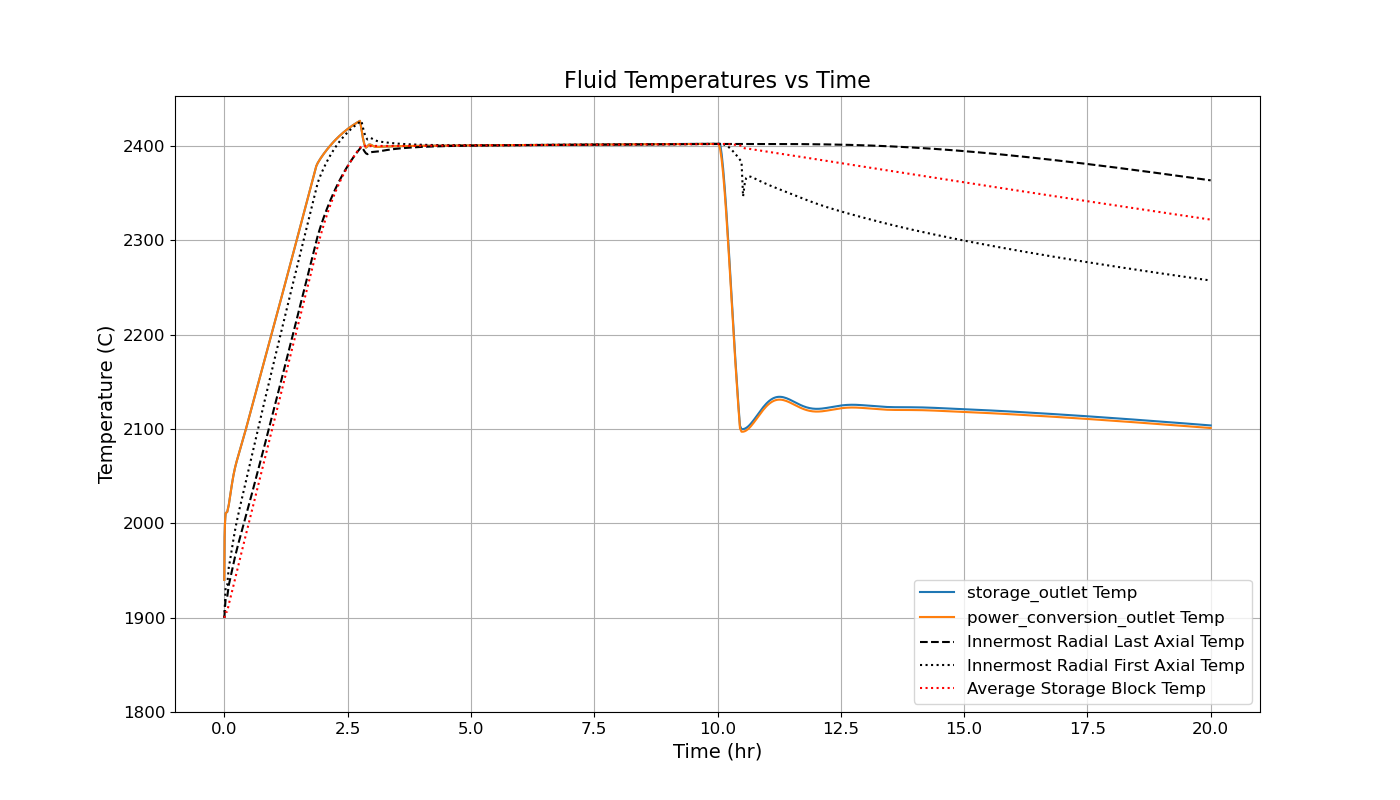 Fluid Temperatures vs Time
Temperature (C)
2400
2300
2200
2100
2000
1900
1800
0.0 2.5 5.0 7.5 10.0 12.5 15.0 17.5 20.0
Time (hr)
storage_outlet Temp
power_conversion_outlet Temp
Innermost Radial Last Axial Temp
Innermost Radial First Axial Temp
Average Storage Block Temp